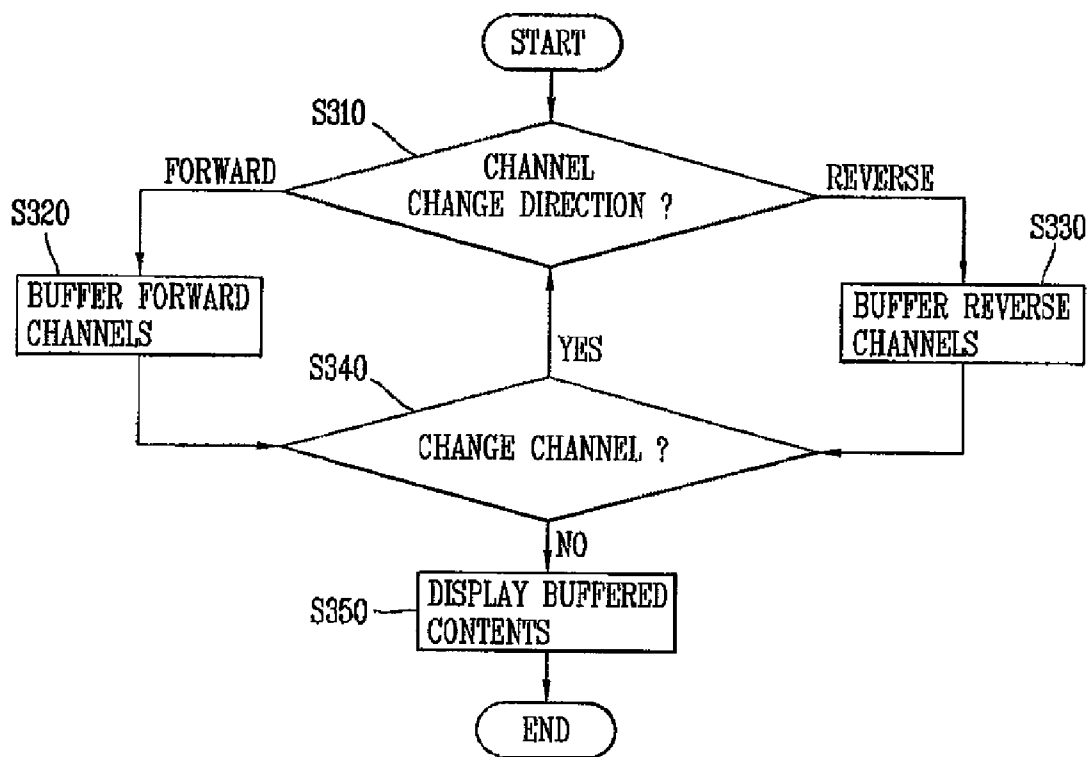 START
S310
CHANNEL
CHANGE DIRECTION ?
FORWARD
REVERSE
S320
S330
BUFFER FORWARD
CHANNELS
BUFFER REVERSE
CHANNELS
YES
S340
CHANGE CHANNEL ?
NO
S350
DISPLAY BUFFERED
CONTENTS
END